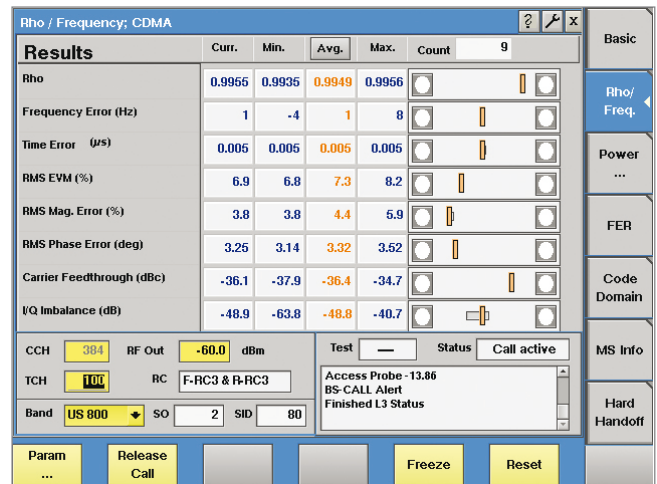 Rho / Frequency; CDMA ? x
Results Curr. Min. Avg. Max. Count 9
Rho 0.9955 0.9935 0.9949 0.9956
Frequency Error (Hz) 1 -4 1 8
Time Error (µs) 0.005 0.005 0.005 0.005
RMS EVM (%) 6.9 6.8 7.3 8.2
RMS Mag. Error (%) 3.8 3.8 4.4 5.9
RMS Phase Error (deg) 3.25 3.14 3.32 3.52
Carrier Feedthrough (dBc) -36.1 -37.9 -36.4 -34.7
I/Q Imbalance (dB) -48.9 -63.8 -48.8 -40.7
CCH 384 RF Out -60.0 dBm
TCH 100 RC F-RC3 & R-RC3
Band US 800 SO 2 SID 80
Test — Status Call active
Access Probe -13.86
BS-CALL Alert
Finished L3 Status
Param
...
Release
Call
Freeze
Reset
Basic
Rho/
Freq.
Power
...
FER
Code
Domain
MS Info
Hard
Handoff